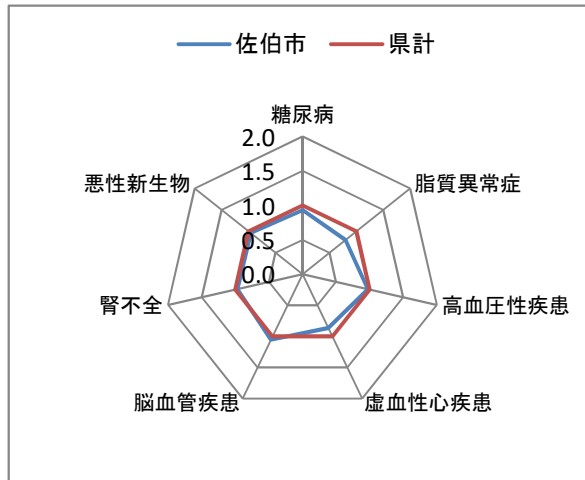 佐伯市 県計
糖尿病
2.0
1.5
1.0
0.5
0.0
脂質異常症
高血圧性疾患
虚血性心疾患
脳血管疾患
腎不全
悪性新生物